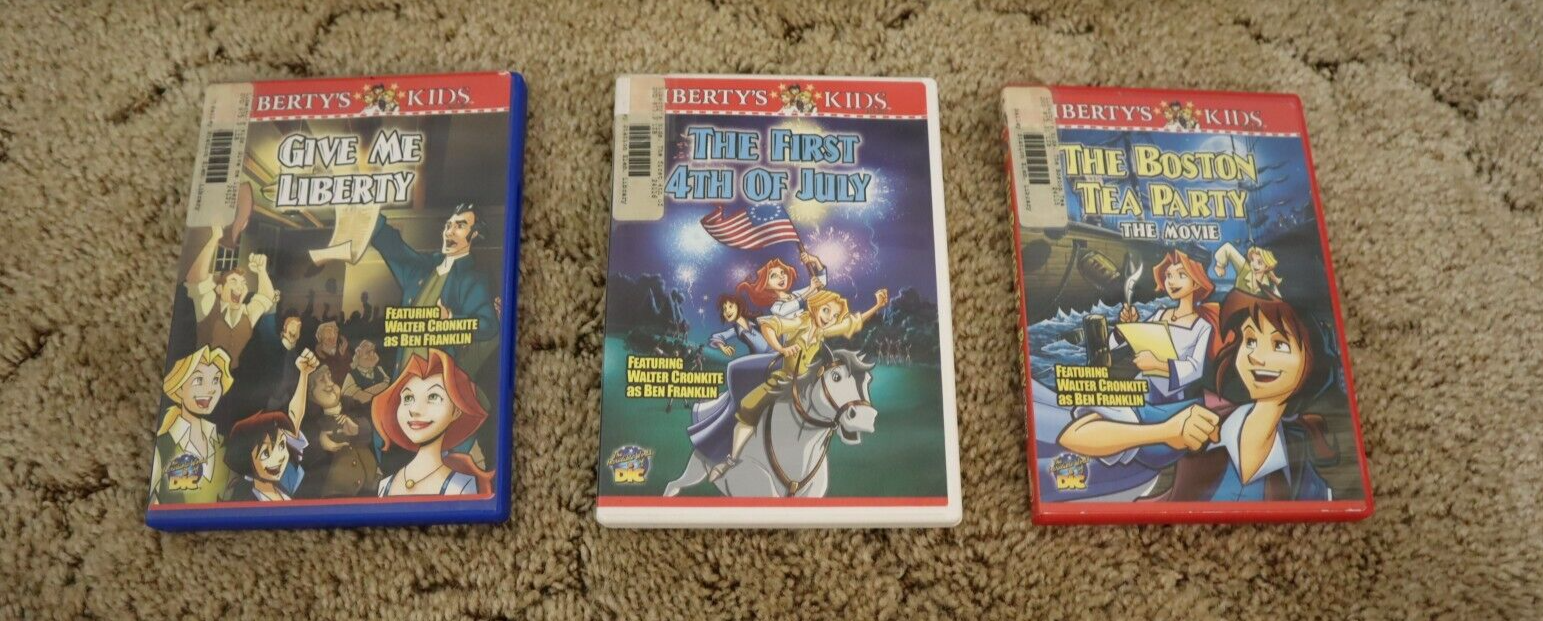 BERTY'S KIDS
GIVE ME
LIBERTY
FEATURING
WALTER CRONKITE
AS BEN FRANKLIN
DIC
IBERTY'S KIDS
THE FIRST
4TH OF JULY
FEATURING
WALTER CRONKITE
AS BEN FRANKLIN
DIC
BERTY'S KIDS
THE BOSTON
TEA PARTY
THE MOVIE
FEATURING
WALTER CRONKITE
AS BEN FRANKLIN
DIC